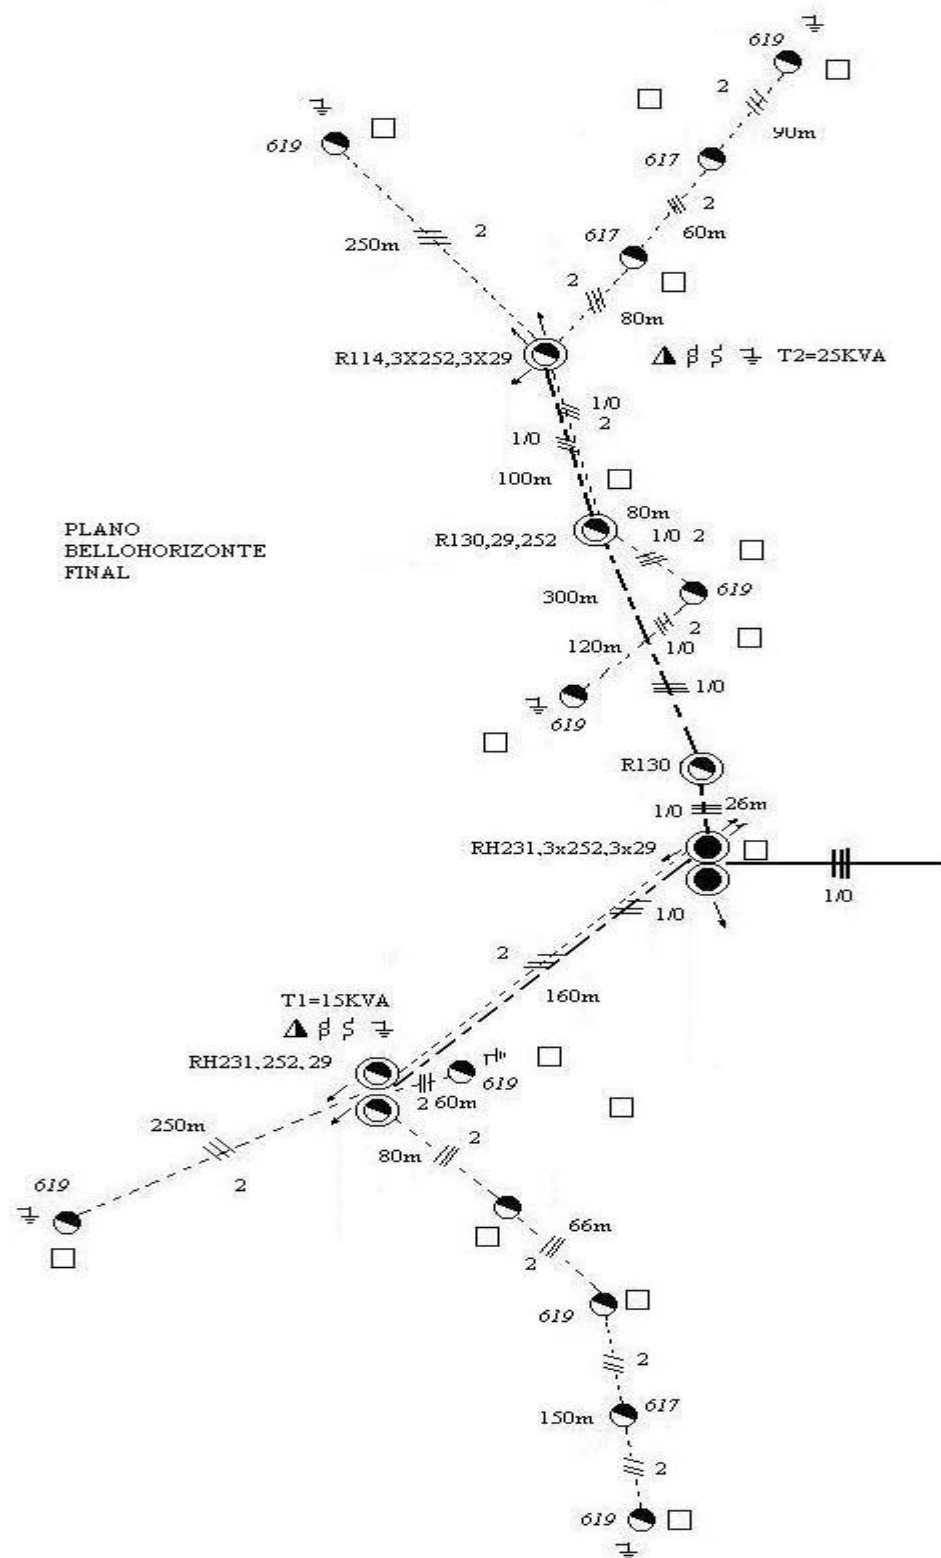 619
2
90m
619
617
2
250m
2
60m
617
2
80m
R114,3X252,3X29
T2=25KVA
1/0
2
1/0
100m
80m
PLANO
BELLOHORIZONTE
FINAL
R130,29,252
1/0 2
619
300m
2
120m
1/0
1/0
619
R130
1/0
26m
RH231,3x252,3x29
1/0
1/0
2
160m
T1=15KVA
RH231,252,29
619
2 60m
250m
2
80m
2
619
66m
2
619
2
617
150m
2
619